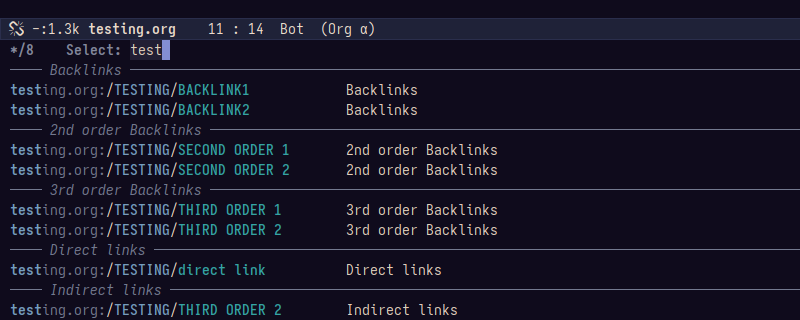 -:1.3k testing.org 11 : 14 Bot (Org α)
*/8 Select: test
Backlinks
testing.org:/TESTING/BACKLINK1 Backlinks
testing.org:/TESTING/BACKLINK2 Backlinks
2nd order Backlinks
testing.org:/TESTING/SECOND ORDER 1 2nd order Backlinks
testing.org:/TESTING/SECOND ORDER 2 2nd order Backlinks
3rd order Backlinks
testing.org:/TESTING/THIRD ORDER 1 3rd order Backlinks
testing.org:/TESTING/THIRD ORDER 2 3rd order Backlinks
Direct links
testing.org:/TESTING/direct link Direct links
Indirect links
testing.org:/TESTING/THIRD ORDER 2 Indirect links